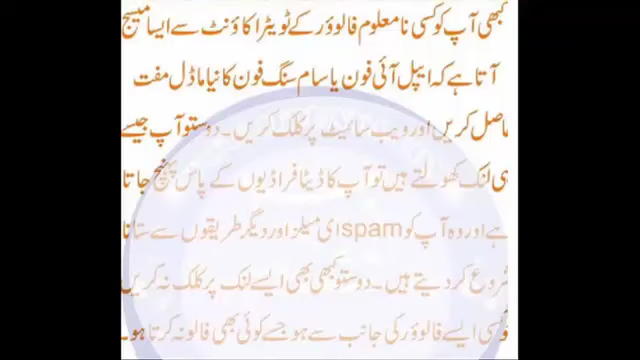 کبھی آپ کو کسی نامعلوم فالوؤر کے ٹویٹر اکاؤنٹ سے ایسا میسج
آتا ہے کہ ایپل آئی فون یا سام سنگ فون کا نیا ماڈل مفت
حاصل کریں اور ویب سائیٹ پر کلک کریں۔ دوستو آپ جیسے
ہی لنک کھولتے ہیں تو آپ کا ڈیٹا فراڈیوں کے پاس پہنچ جاتا
ہے اور وہ آپ کو spam ای میلز اور دیگر طریقوں سے ستانا
شروع کر دیتے ہیں۔ دوستو کبھی بھی ایسے لنک پر کلک نہ کریں
جو کسی ایسے فالوؤر کی جانب سے ہو جسے کوئی بھی فالو نہ کرتا ہو۔